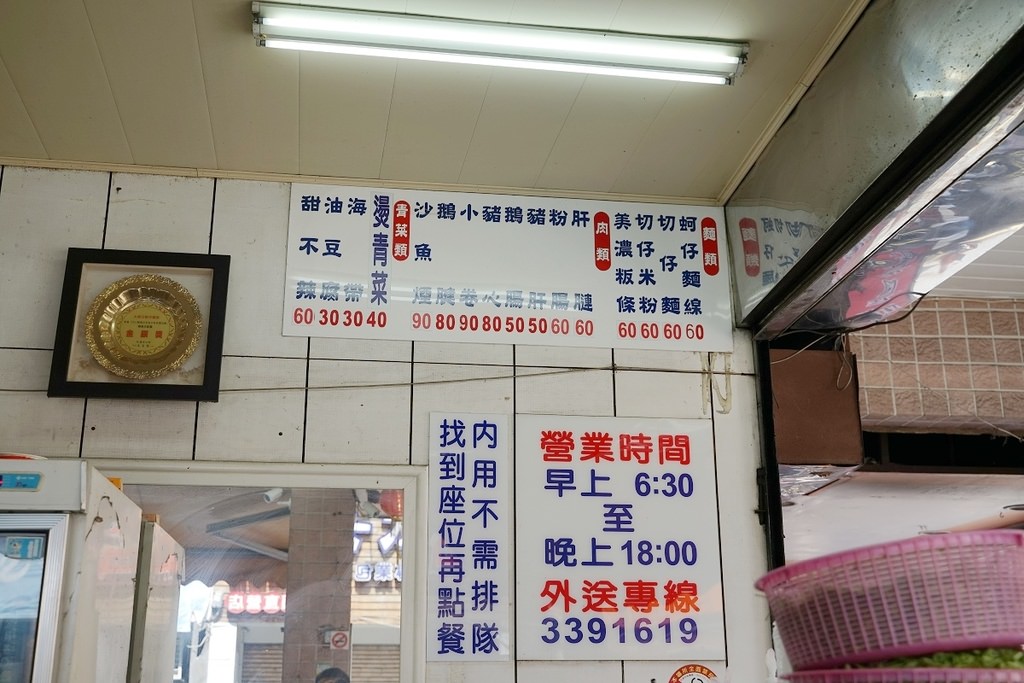 麵類
蚵仔麵線 60
切仔麵 60
切仔米粉 60
美濃板條 60
肉類
肝腱 60
粉腸 60
豬肝 50
鵝腸 50
豬心 80
小卷 90
鵝腱 80
沙魚煙 90
青菜類
燙青菜 40
海帶 30
油豆腐 30
甜不辣 60
內用不需排隊
找到座位再點餐
營業時間
早上 6:30
至
晚上 18:00
外送專線
3391619